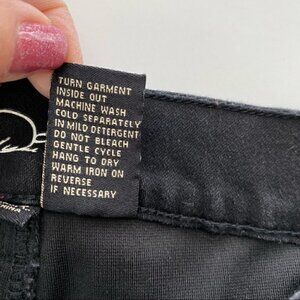 TURN GARMENT
INSIDE OUT
MACHINE WASH
COLD SEPARATELY
IN MILD DETERGENT
DO NOT BLEACH
GENTLE CYCLE
HANG TO DRY
WARM IRON ON
REVERSE
IF NECESSARY